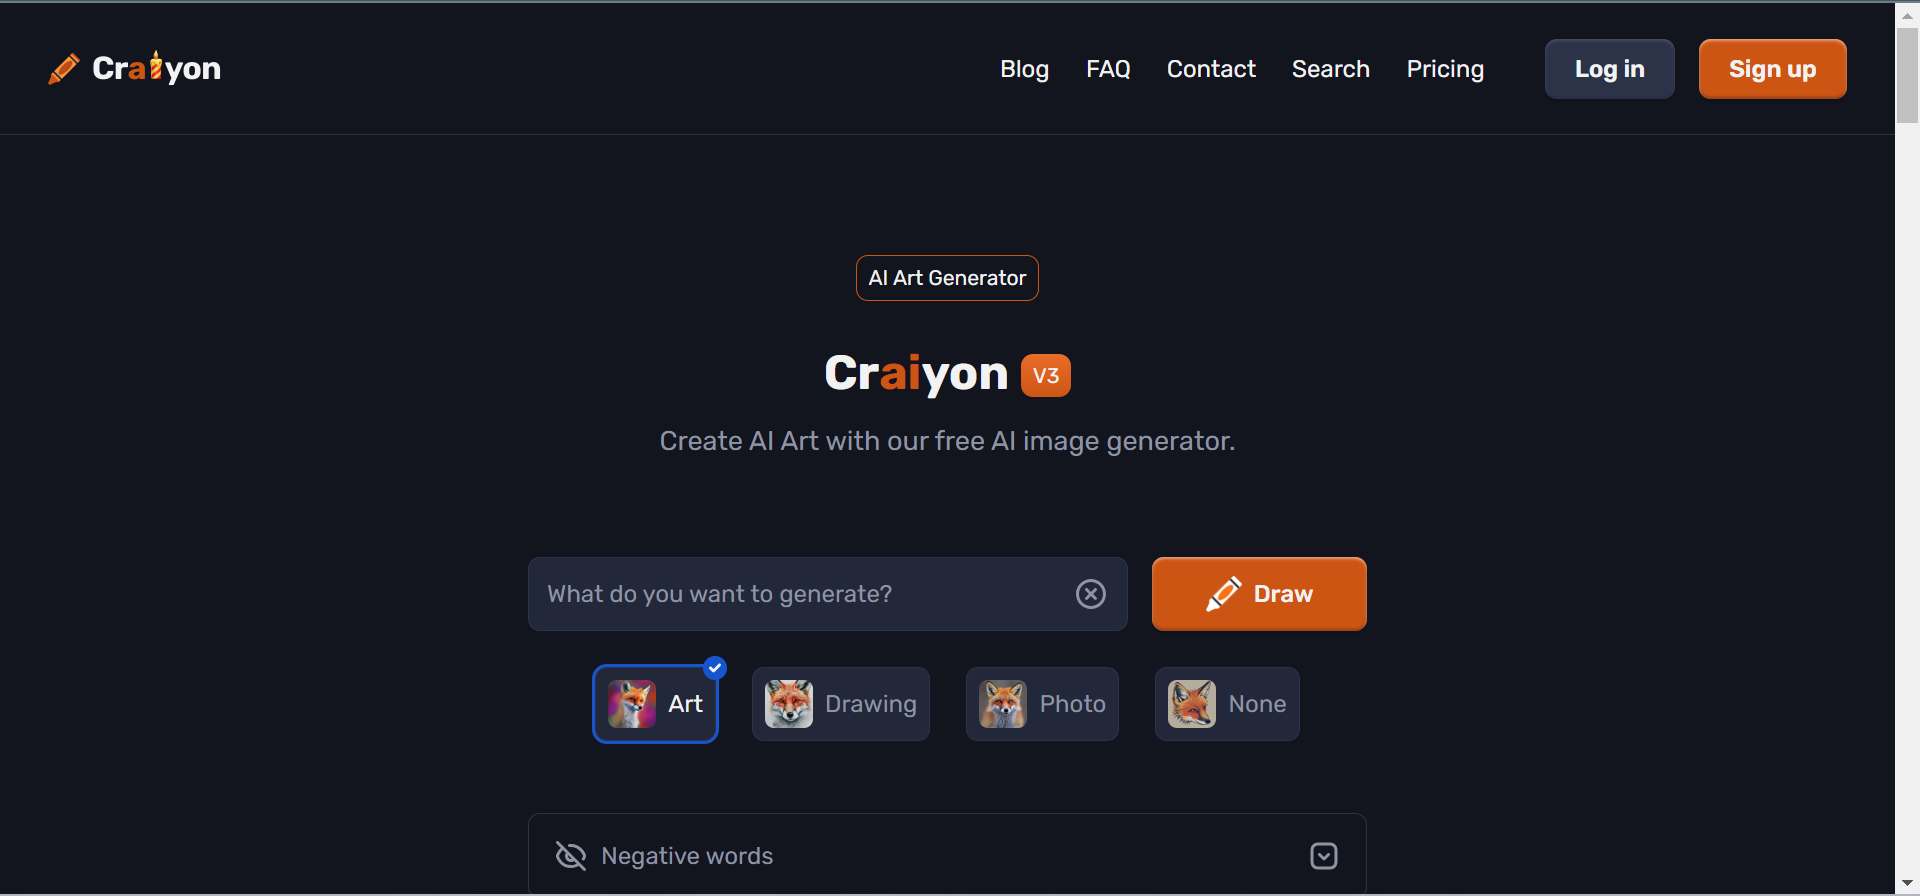 Craiyon
Blog FAQ Contact Search Pricing Log in Sign up
AI Art Generator
Craiyon V3
Create AI Art with our free AI image generator.
What do you want to generate? Draw
Art Drawing Photo None
Negative words